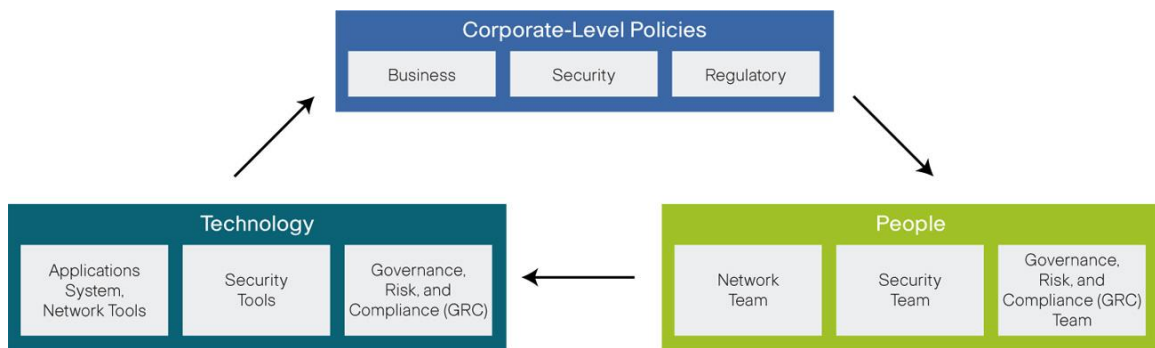 Corporate-Level Policies
Business
Security
Regulatory
Technology
Applications
System,
Network Tools
Security
Tools
Governance,
Risk, and
Compliance (GRC)
People
Network
Team
Security
Team
Governance,
Risk, and
Compliance (GRC)
Team